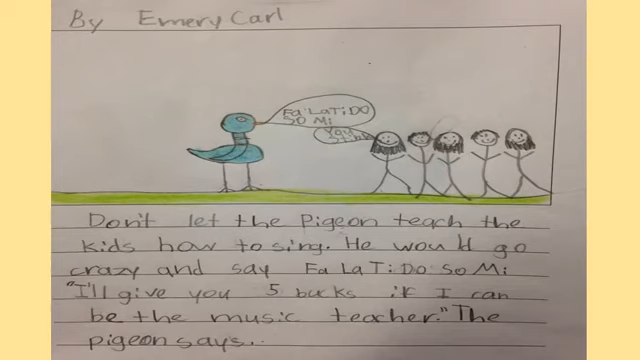 By Emery Carl
Fa La Ti Do
So Mi
You
Don't let the Pigeon teach the
kids how to sing. He would go
crazy and say Fa La Ti Do So Mi
"I'll give you 5 bucks if I can
be the music teacher." The
pigeon says..